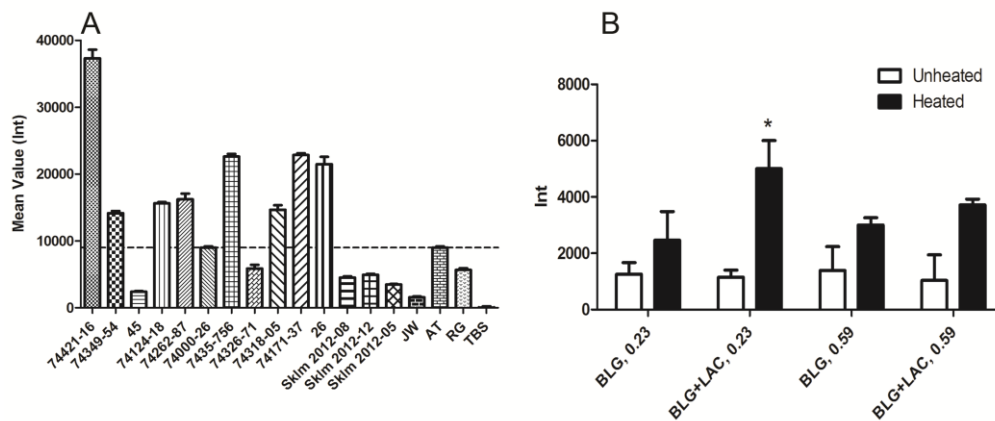 A
Mean Value (Int)
40000
30000
20000
10000
0
74421-16
74349-54
45
74124-18
74262-87
74000-26
7435-756
74326-71
74318-05
74171-37
26
Skim 2012-08
Skim 2012-12
Skim 2012-05
JW
AT
RG
TBS
B
Unheated
Heated
Int
8000
6000
4000
2000
0
*
BLG, 0.23
BLG+LAC, 0.23
BLG, 0.59
BLG+LAC, 0.59